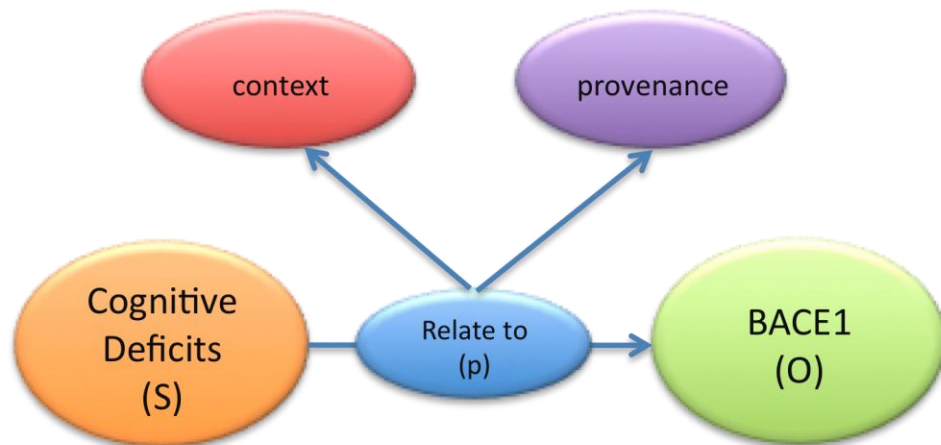 context
provenance
Cognitive
Deficits
(S)
Relate to
(p)
BACE1
(O)